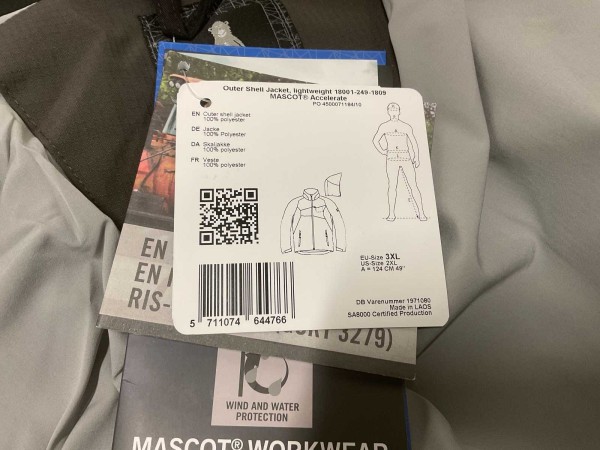 Outer Shell Jacket, lightweight 18001-249-1809
MASCOT® Accelerate
PO 4500071184/10
EN Outer shell jacket
100% polyester
DE Jacke
100% Polyester
DA Skaljakke
100% polyester
FR Veste
100% polyester
EU-Size 3XL
US-Size 2XL
A = 124 CM 49"
DB Varenummer 1971080
Made in LAOS
SA8000 Certified Production
5 711074 644766
EN
EN
RIS-
3279)
WIND AND WATER
PROTECTION
MASCOT® WORKWEAR